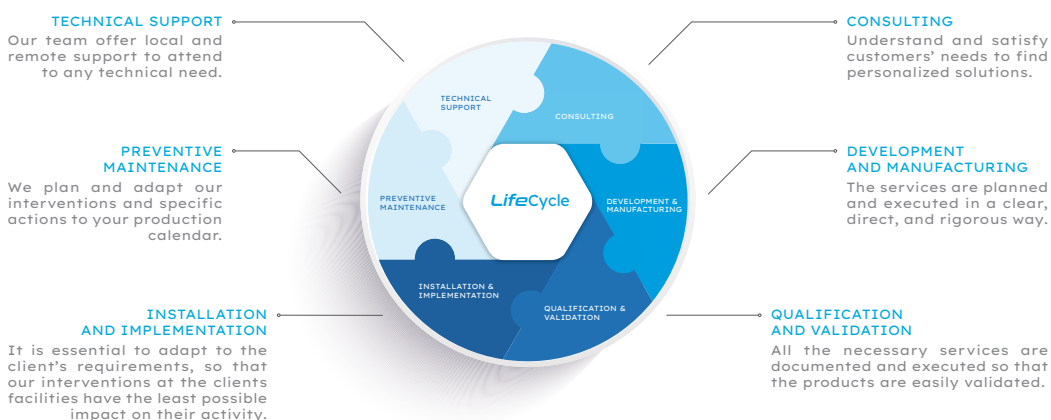 TECHNICAL SUPPORT
Our team offer local and
remote support to attend
to any technical need.
PREVENTIVE
MAINTENANCE
We plan and adapt our
interventions and specific
actions to your production
calendar.
INSTALLATION
AND IMPLEMENTATION
It is essential to adapt to the
client's requirements, so that
our interventions at the clients
facilities have the least possible
impact on their activity.
TECHNICAL
SUPPORT
CONSULTING
PREVENTIVE
MAINTENANCE
LifeCycle
DEVELOPMENT &
MANUFACTURING
INSTALLATION &
IMPLEMENTATION
QUALIFICATION &
VALIDATION
CONSULTING
Understand and satisfy
customers' needs to find
personalized solutions.
DEVELOPMENT
AND MANUFACTURING
The services are planned
and executed in a clear,
direct, and rigorous way.
QUALIFICATION
AND VALIDATION
All the necessary services are
documented and executed so that
the products are easily validated.